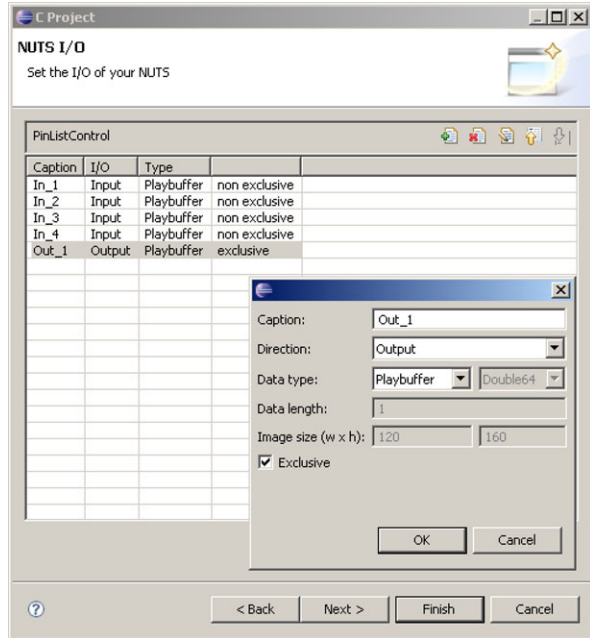 C Project
NUTS I/O
Set the I/O of your NUTS
PinListControl
Caption I/O Type
In_1 Input Playbuffer non exclusive
In_2 Input Playbuffer non exclusive
In_3 Input Playbuffer non exclusive
In_4 Input Playbuffer non exclusive
Out_1 Output Playbuffer exclusive
Caption: Out_1
Direction: Output
Data type: Playbuffer Double64
Data length: 1
Image size (w x h): 120 160
Exclusive
OK Cancel
? < Back Next > Finish Cancel